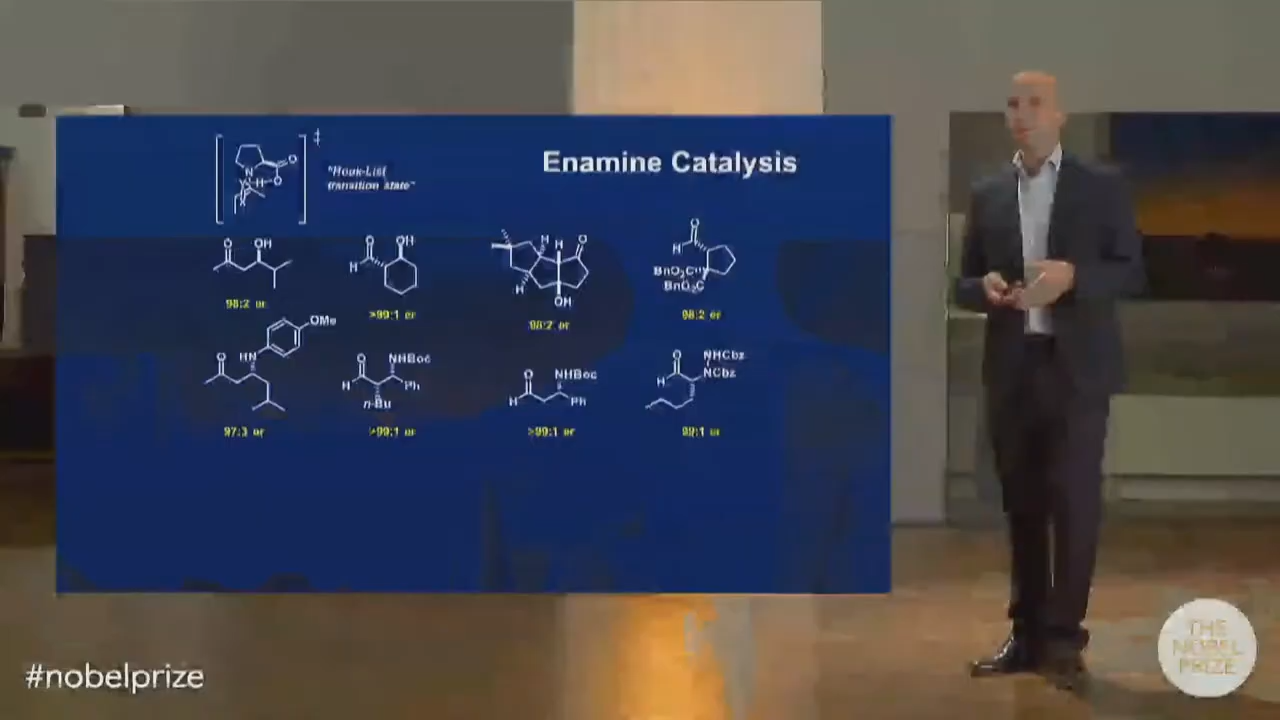 Enamine Catalysis
‡
"Houk-List
transition state"
N
H
O
O
O
OH
98:2 er
O
OH
H
>99:1 er
H
H
O
H
OH
98:2 er
O
H
BnO₂C
BnO₂C
98:2 er
OMe
O
HN
97:3 er
O
NHBoc
H
Ph
n-Bu
>99:1 er
O
NHBoc
H
Ph
>99:1 er
O
NHCbz
H
NCbz
99:1 er
#nobelprize
THE
NOBEL
PRIZE